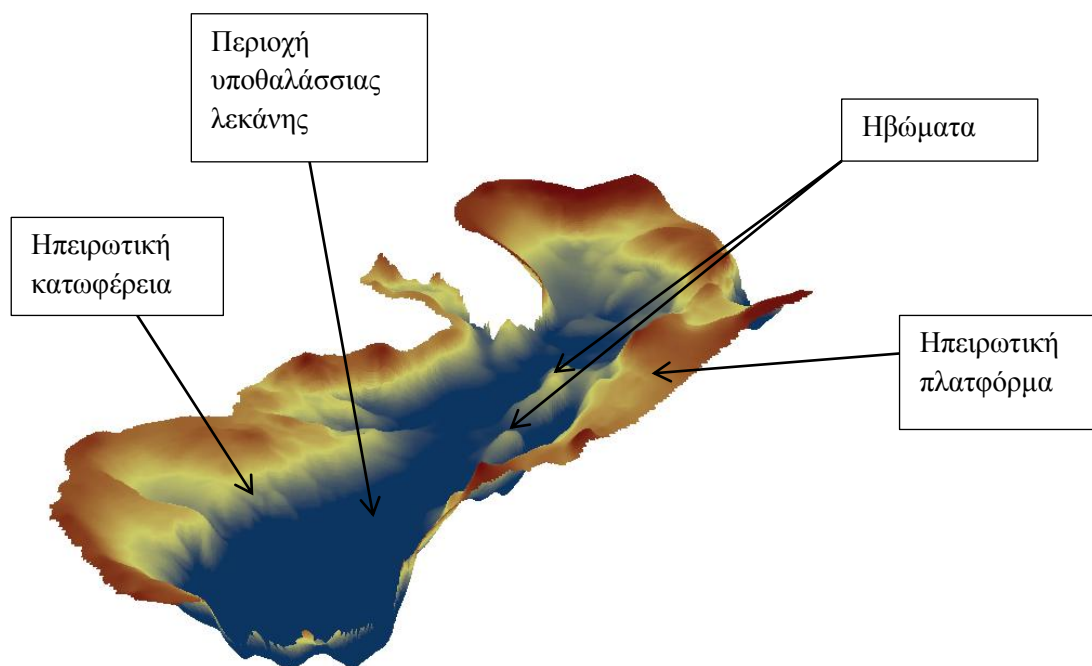 Περιοχή
υποθαλάσσιας
λεκάνης
Ηβώματα
Ηπειρωτική
κατωφέρεια
Ηπειρωτική
πλατφόρμα